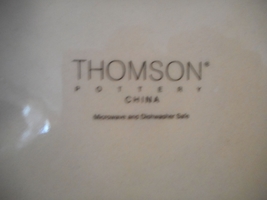 THOMSON®
POTTERY
CHINA
Microwave and Dishwasher Safe